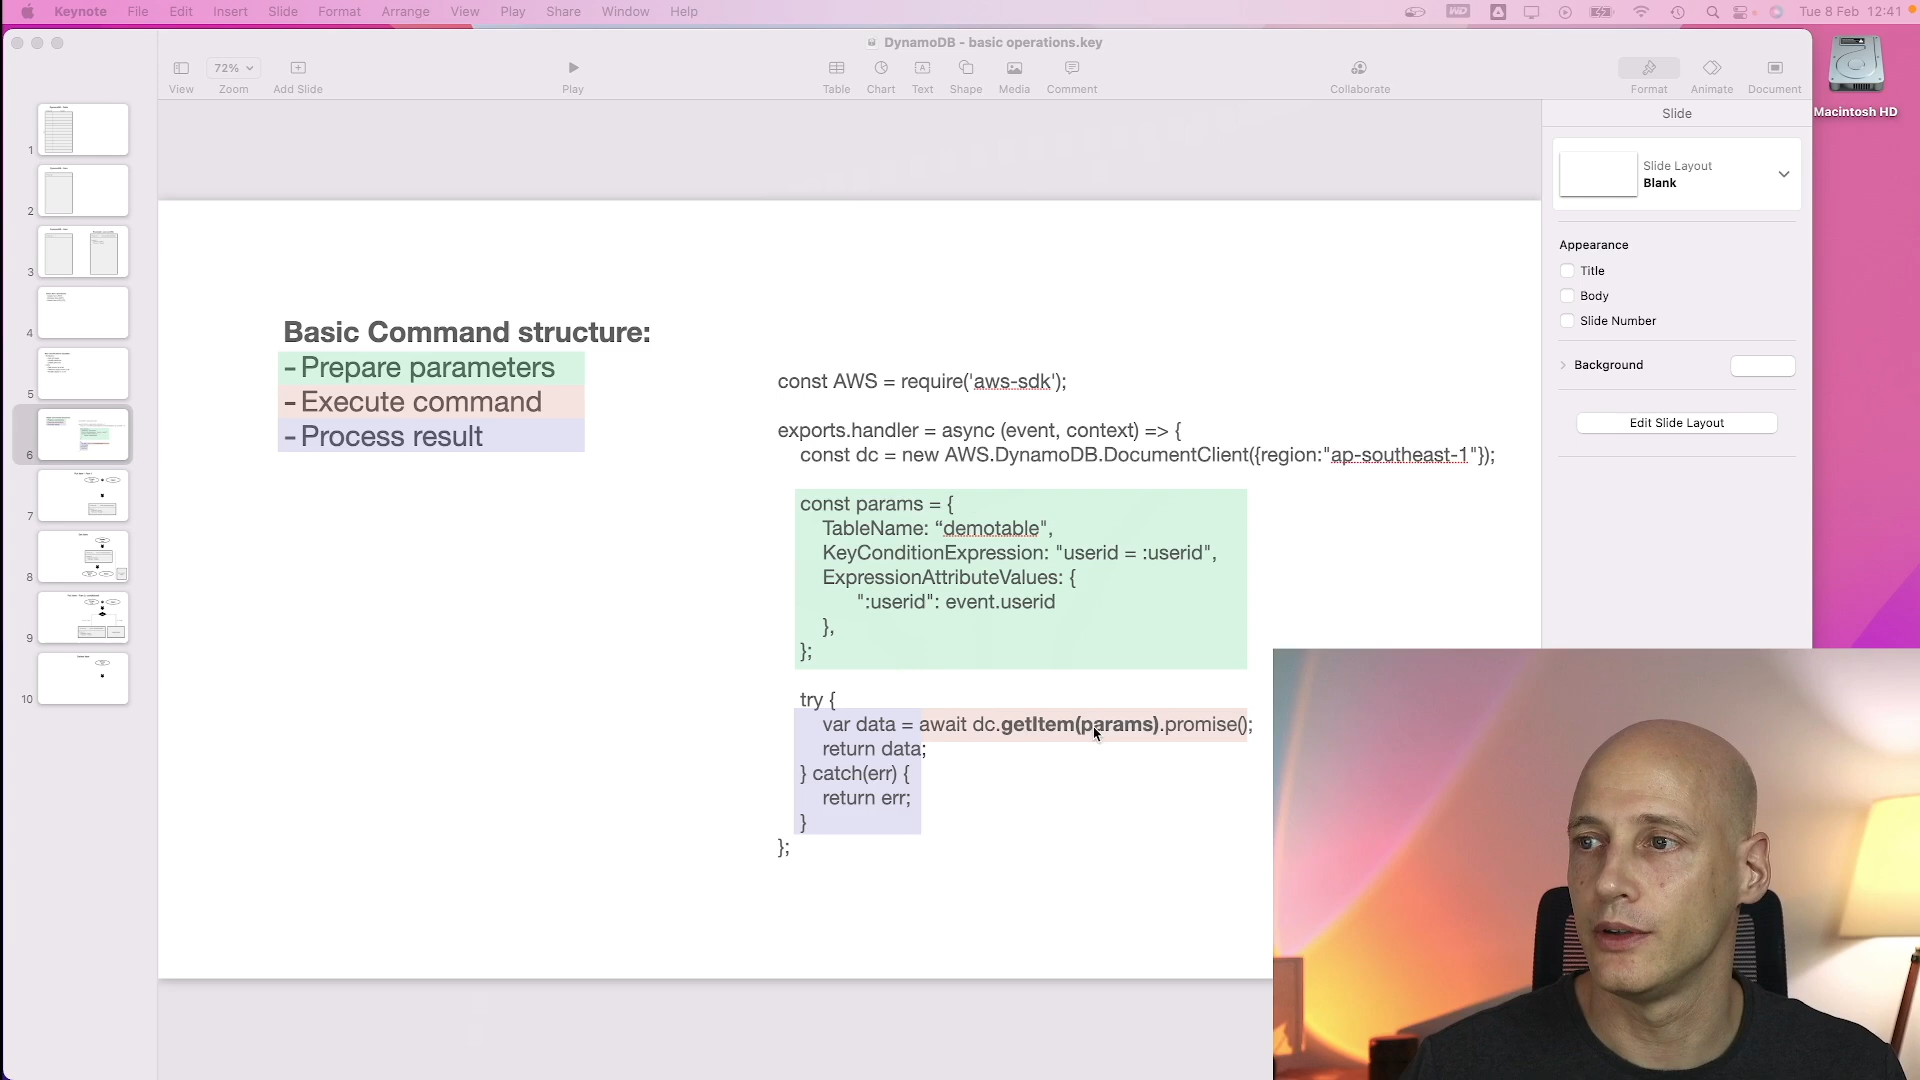 Keynote File Edit Insert Slide Format Arrange View Play Share Window Help Tue 8 Feb 12:41
DynamoDB - basic operations.key
72%
View Zoom Add Slide Play Table Chart Text Shape Media Comment Collaborate Format Animate Document
Macintosh HD
Slide
Slide Layout
Blank
Appearance
Title
Body
Slide Number
Background
Edit Slide Layout
1
2
3
4
5
6
7
8
9
10
Basic Command structure:
- Prepare parameters
- Execute command
- Process result
const AWS = require('aws-sdk');
exports.handler = async (event, context) => {
const dc = new AWS.DynamoDB.DocumentClient({region:"ap-southeast-1"});
const params = {
TableName: “demotable",
KeyConditionExpression: "userid = :userid",
ExpressionAttributeValues: {
":userid": event.userid
},
};
try {
var data = await dc.getItem(params).promise();
return data;
} catch(err) {
return err;
}
};